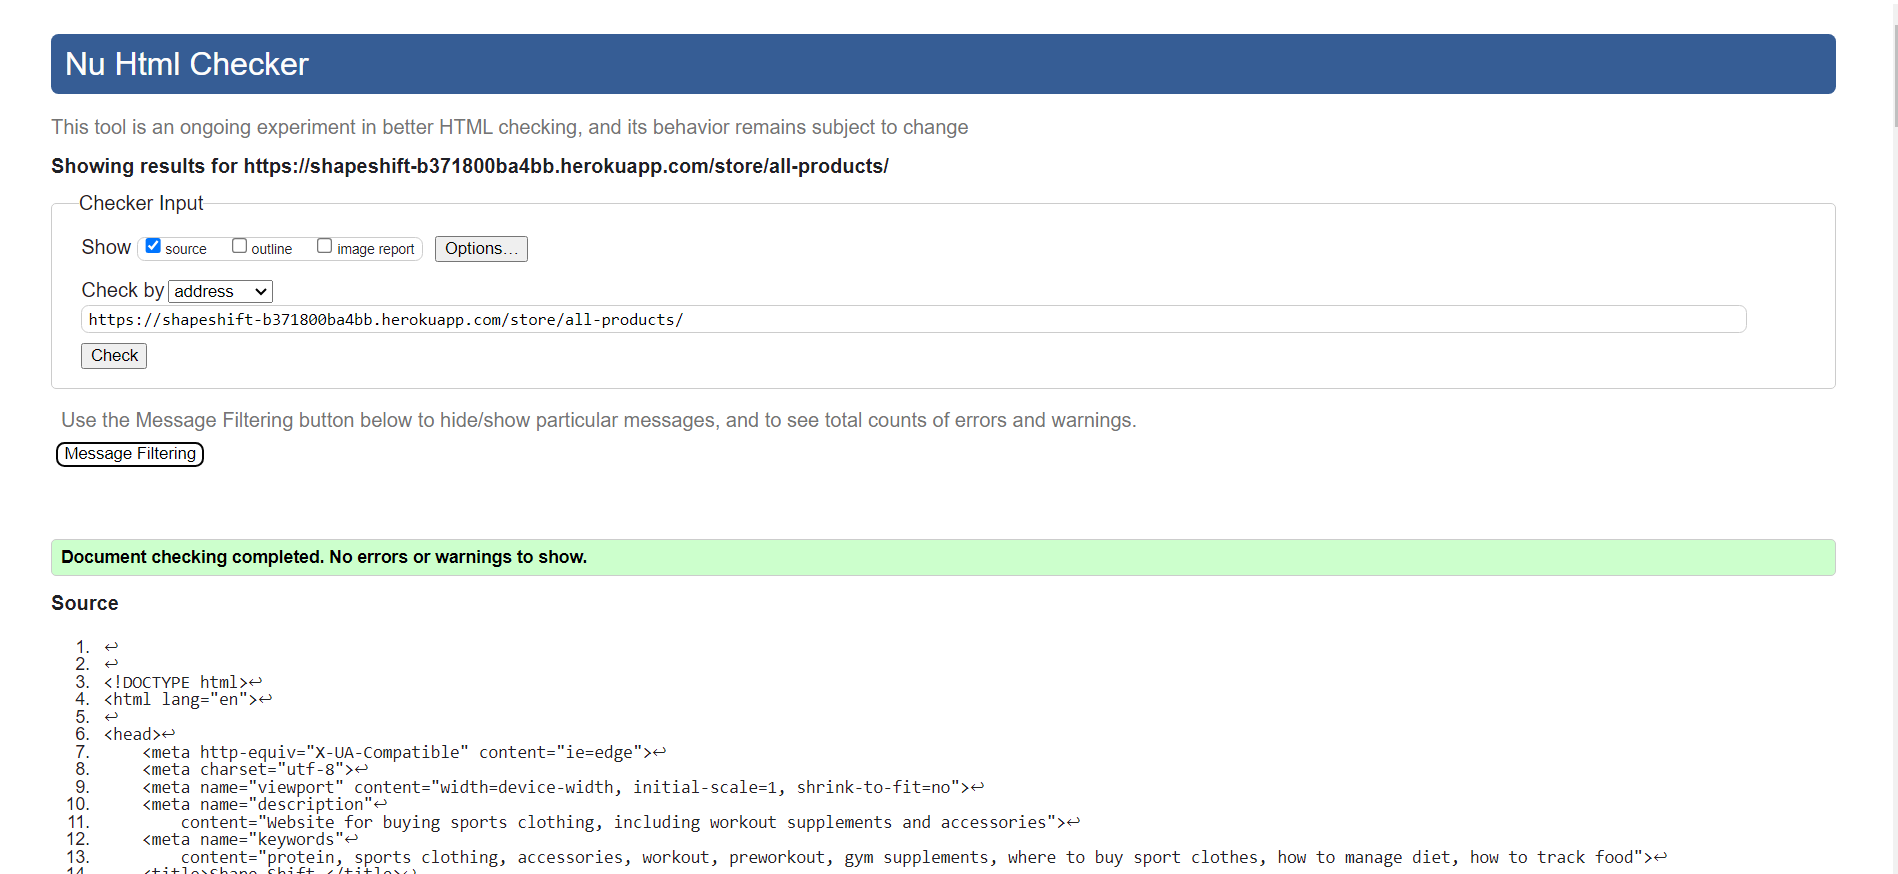 Nu Html Checker
This tool is an ongoing experiment in better HTML checking, and its behavior remains subject to change
Showing results for https://shapeshift-b371800ba4bb.herokuapp.com/store/all-products/
Checker Input
Show source outline image report Options...
Check by address
https://shapeshift-b371800ba4bb.herokuapp.com/store/all-products/
Check
Use the Message Filtering button below to hide/show particular messages, and to see total counts of errors and warnings.
Message Filtering
Document checking completed. No errors or warnings to show.
Source
1. ↩
2. ↩
3. <!DOCTYPE html>↩
4. <html lang="en">↩
5. ↩
6. <head>↩
7. <meta http-equiv="X-UA-Compatible" content="ie=edge">↩
8. <meta charset="utf-8">↩
9. <meta name="viewport" content="width=device-width, initial-scale=1, shrink-to-fit=no">↩
10. <meta name="description"↩
11. content="Website for buying sports clothing, including workout supplements and accessories">↩
12. <meta name="keywords"↩
13. content="protein, sports clothing, accessories, workout, preworkout, gym supplements, where to buy sport clothes, how to manage diet, how to track food">↩
14. <title>Shape Shift </title>↩